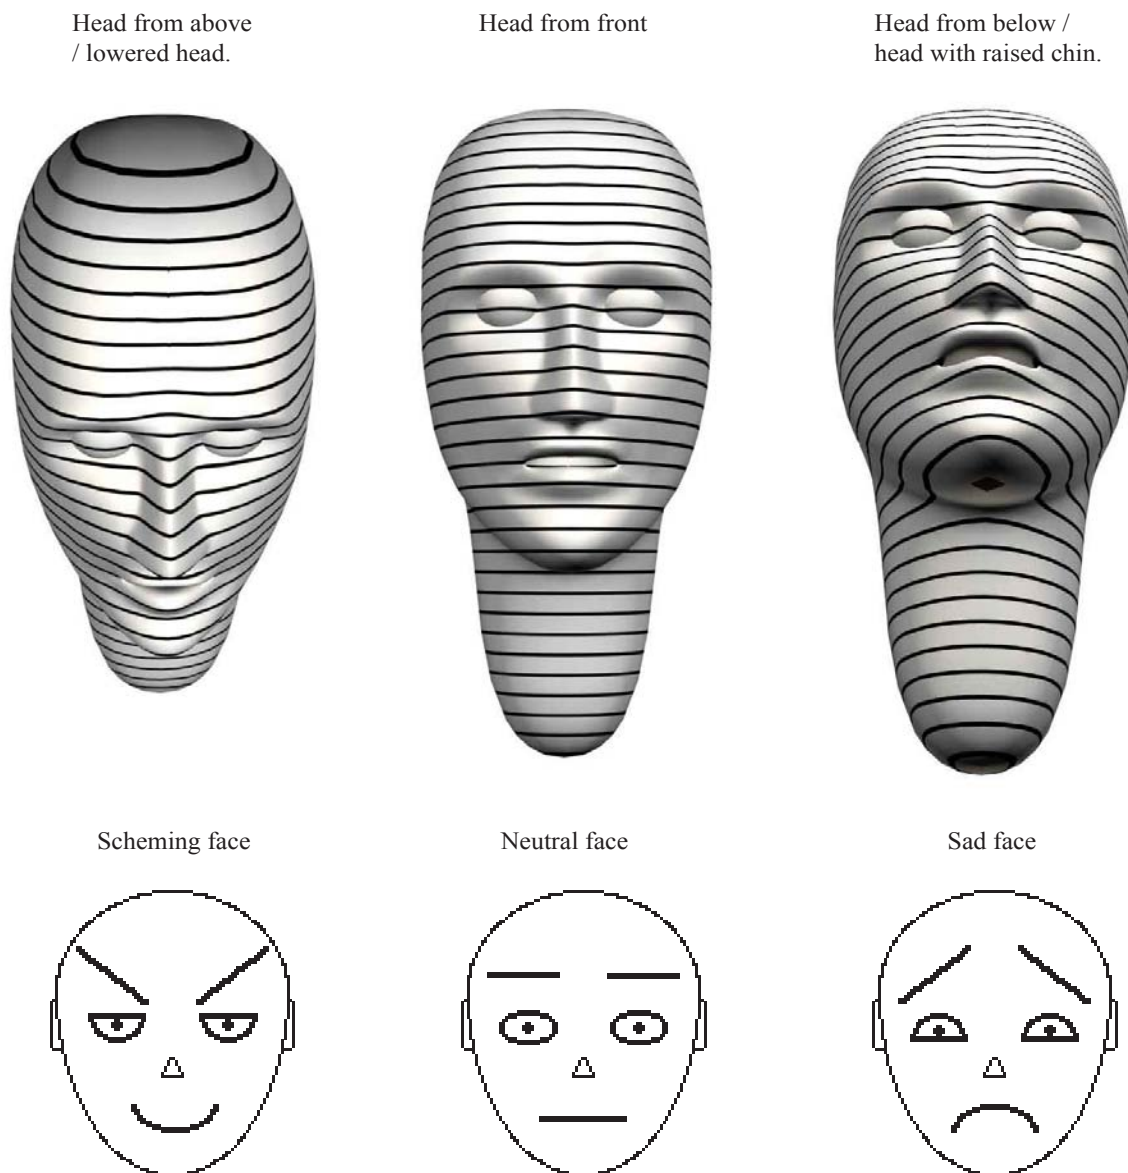 Head from above
/ lowered head.
Head from front
Head from below /
head with raised chin.
Scheming face
Neutral face
Sad face